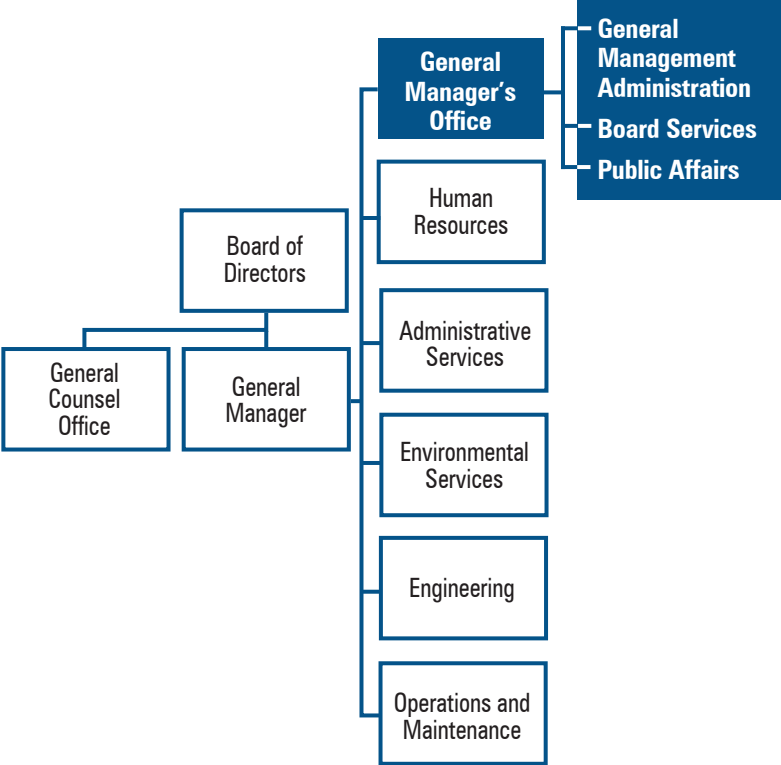 General
Manager’s
Office
General
Management
Administration
Board Services
Public Affairs
Human
Resources
Board of
Directors
Administrative
Services
General
Counsel
Office
General
Manager
Environmental
Services
Engineering
Operations and
Maintenance